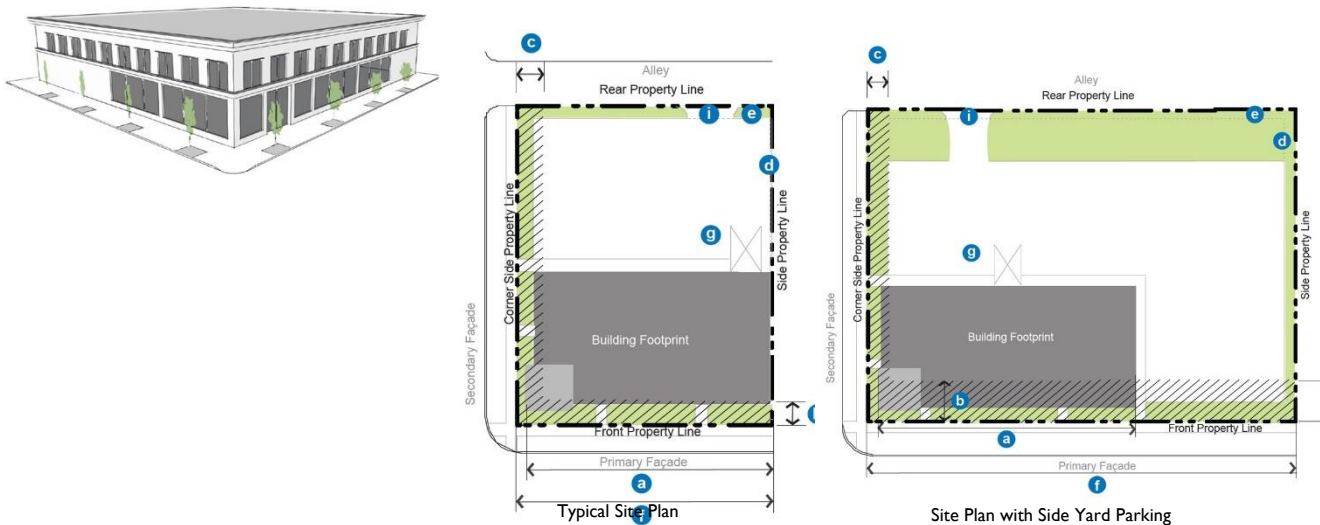 c
Alley
Rear Property Line
i
e
d
g
Corner Side Property Line
Side Property Line
Secondary Façade
Building Footprint
Front Property Line
Primary Façade
a
Typical Site Plan
c
Alley
Rear Property Line
i
e
d
g
Corner Side Property Line
Side Property Line
Secondary Façade
Building Footprint
b
a
Front Property Line
Primary Façade
f
Site Plan with Side Yard Parking